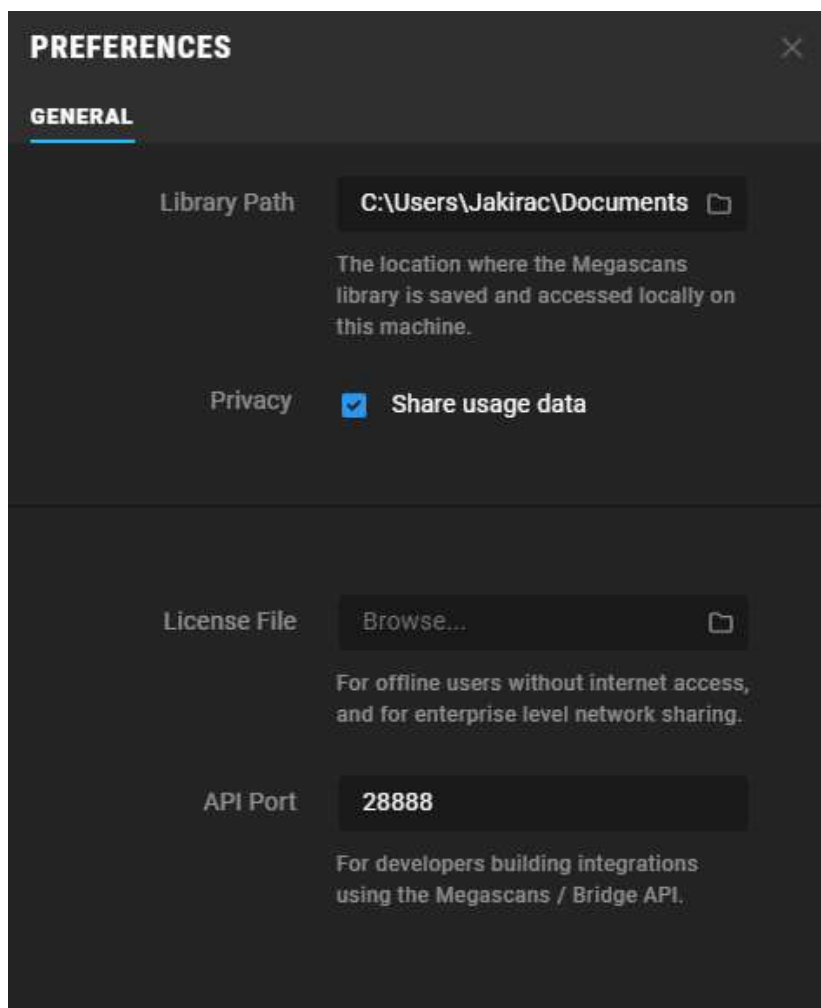 PREFERENCES
GENERAL
Library Path
C:\Users\Jakirac\Documents
The location where the Megascans
library is saved and accessed locally on
this machine.
Privacy
Share usage data
License File
Browse...
For offline users without internet access,
and for enterprise level network sharing.
API Port
28888
For developers building integrations
using the Megascans / Bridge API.